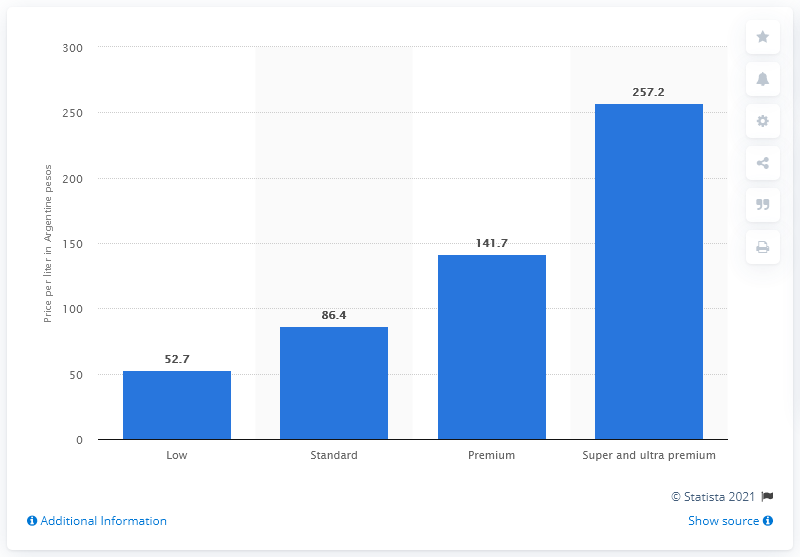 300
250
200
150
100
50
0
Price per liter in Argentine pesos
52.7
86.4
141.7
257.2
Low
Standard
Premium
Super and ultra premium
© Statista 2021
Additional Information
Show source